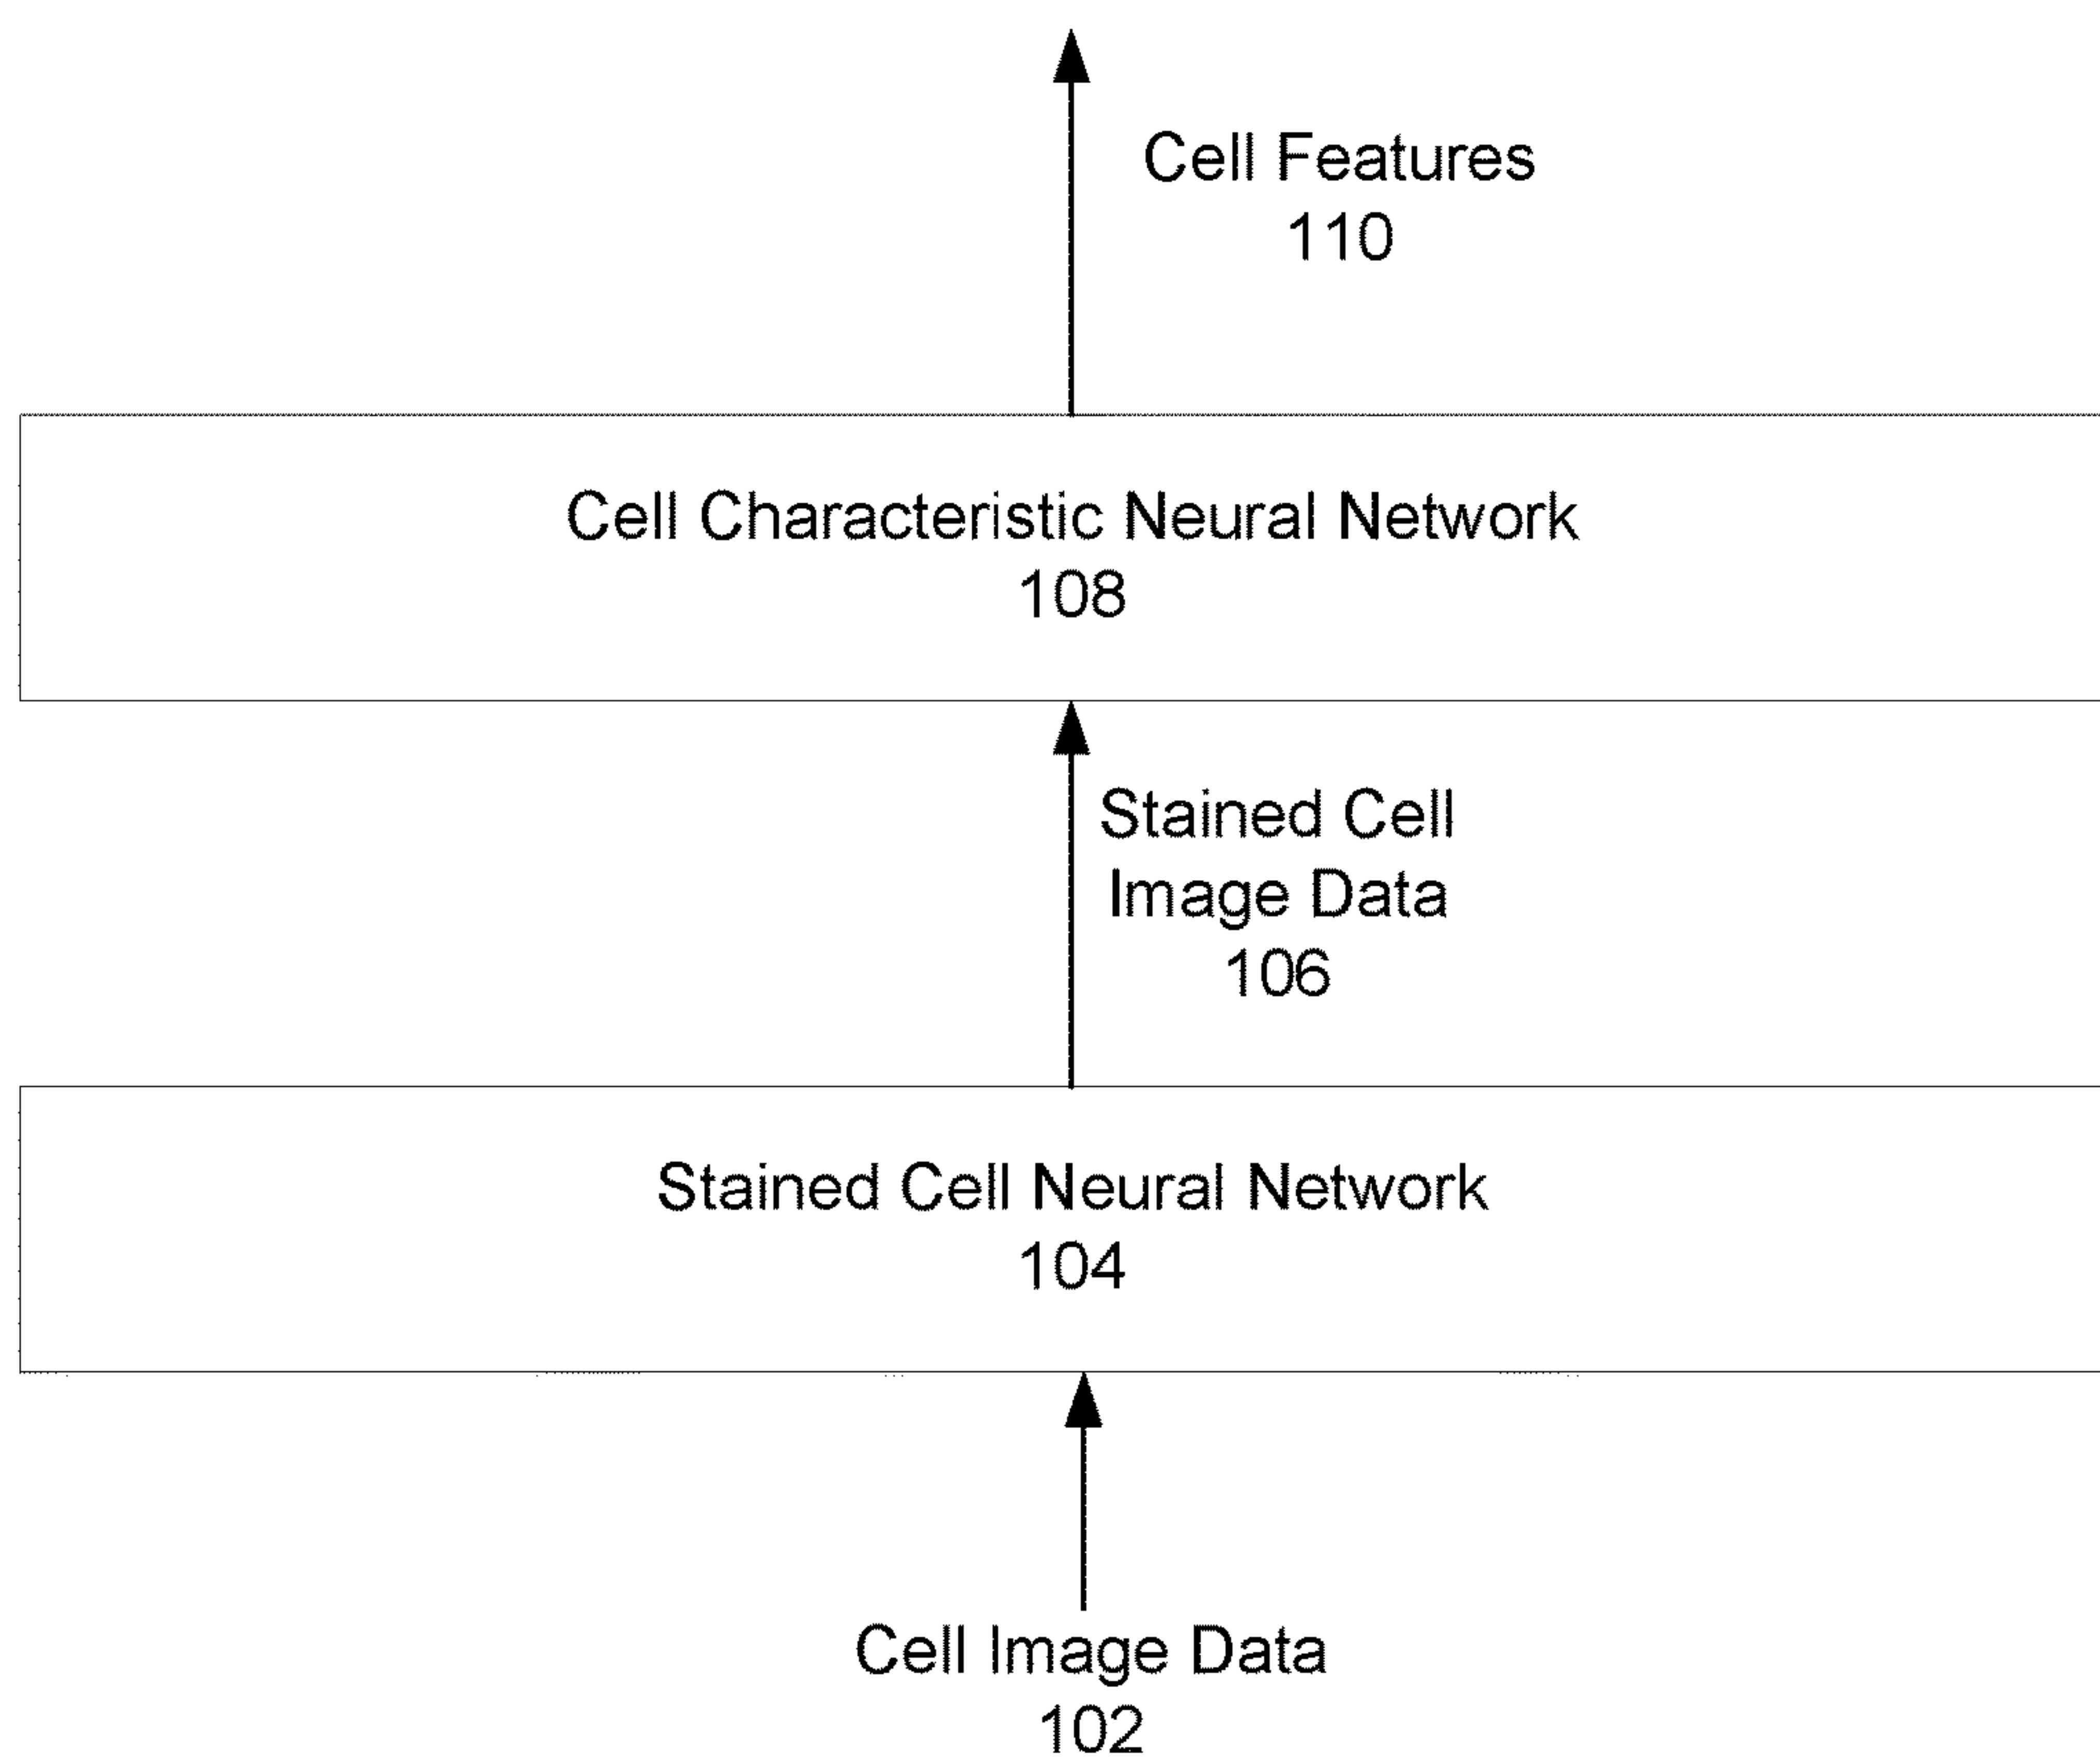 Cell Features
110
Cell Characteristic Neural Network
108
Stained Cell
Image Data
106
Stained Cell Neural Network
104
Cell Image Data
102